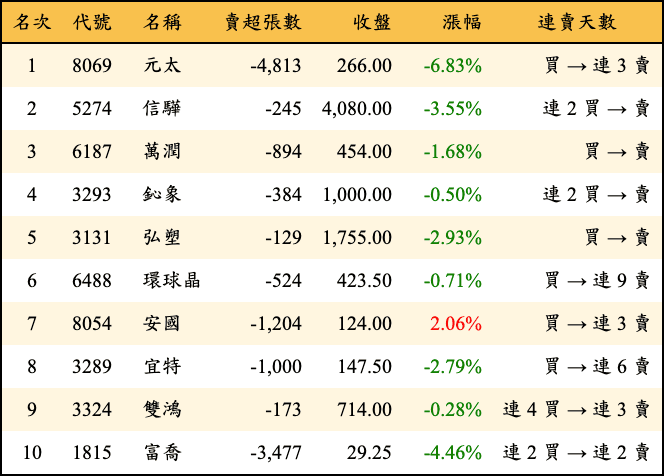 名次 代號 名稱 賣超張數 收盤 漲幅 連賣天數
1 8069 元太 -4,813 266.00 -6.83% 買 → 連 3 賣
2 5274 信驊 -245 4,080.00 -3.55% 連 2 買 → 賣
3 6187 萬潤 -894 454.00 -1.68% 買 → 賣
4 3293 鈊象 -384 1,000.00 -0.50% 連 2 買 → 賣
5 3131 弘塑 -129 1,755.00 -2.93% 買 → 賣
6 6488 環球晶 -524 423.50 -0.71% 買 → 連 9 賣
7 8054 安國 -1,204 124.00 2.06% 買 → 連 3 賣
8 3289 宜特 -1,000 147.50 -2.79% 買 → 連 6 賣
9 3324 雙鴻 -173 714.00 -0.28% 連 4 買 → 連 3 賣
10 1815 富喬 -3,477 29.25 -4.46% 連 2 買 → 連 2 賣